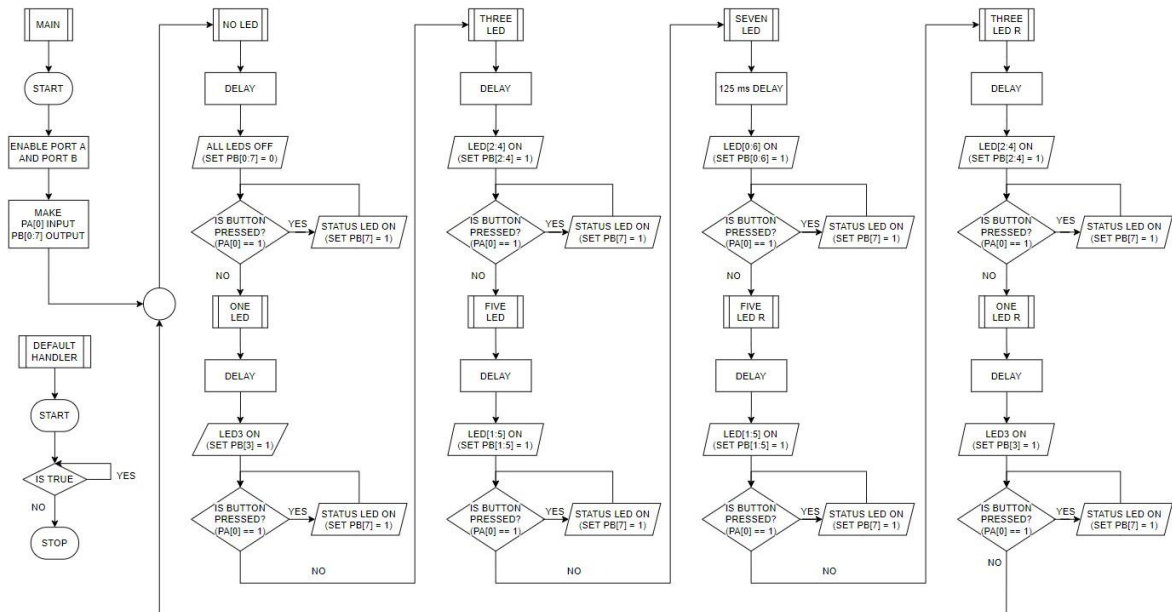 MAIN
START
ENABLE PORT A
AND PORT B
MAKE
PA[0] INPUT
PB[0:7] OUTPUT
DEFAULT
HANDLER
START
IS TRUE
YES
NO
STOP
NO LED
DELAY
ALL LEDS OFF
(SET PB[0:7] = 0)
IS BUTTON
PRESSED?
(PA[0] == 1)
YES
STATUS LED ON
(SET PB[7] = 1)
NO
ONE
LED
DELAY
LED3 ON
(SET PB[3] = 1)
IS BUTTON
PRESSED?
(PA[0] == 1)
YES
STATUS LED ON
(SET PB[7] = 1)
NO
THREE
LED
DELAY
LED[2:4] ON
(SET PB[2:4] = 1)
IS BUTTON
PRESSED?
(PA[0] == 1)
YES
STATUS LED ON
(SET PB[7] = 1)
NO
FIVE
LED
DELAY
LED[1:5] ON
(SET PB[1:5] = 1)
IS BUTTON
PRESSED?
(PA[0] == 1)
YES
STATUS LED ON
(SET PB[7] = 1)
NO
SEVEN
LED
125 ms DELAY
LED[0:6] ON
(SET PB[0:6] = 1)
IS BUTTON
PRESSED?
(PA[0] == 1)
YES
STATUS LED ON
(SET PB[7] = 1)
NO
FIVE
LED R
DELAY
LED[1:5] ON
(SET PB[1:5] = 1)
IS BUTTON
PRESSED?
(PA[0] == 1)
YES
STATUS LED ON
(SET PB[7] = 1)
NO
THREE
LED R
DELAY
LED[2:4] ON
(SET PB[2:4] = 1)
IS BUTTON
PRESSED?
(PA[0] == 1)
YES
STATUS LED ON
(SET PB[7] = 1)
NO
ONE
LED R
DELAY
LED3 ON
(SET PB[3] = 1)
IS BUTTON
PRESSED?
(PA[0] == 1)
YES
STATUS LED ON
(SET PB[7] = 1)
NO